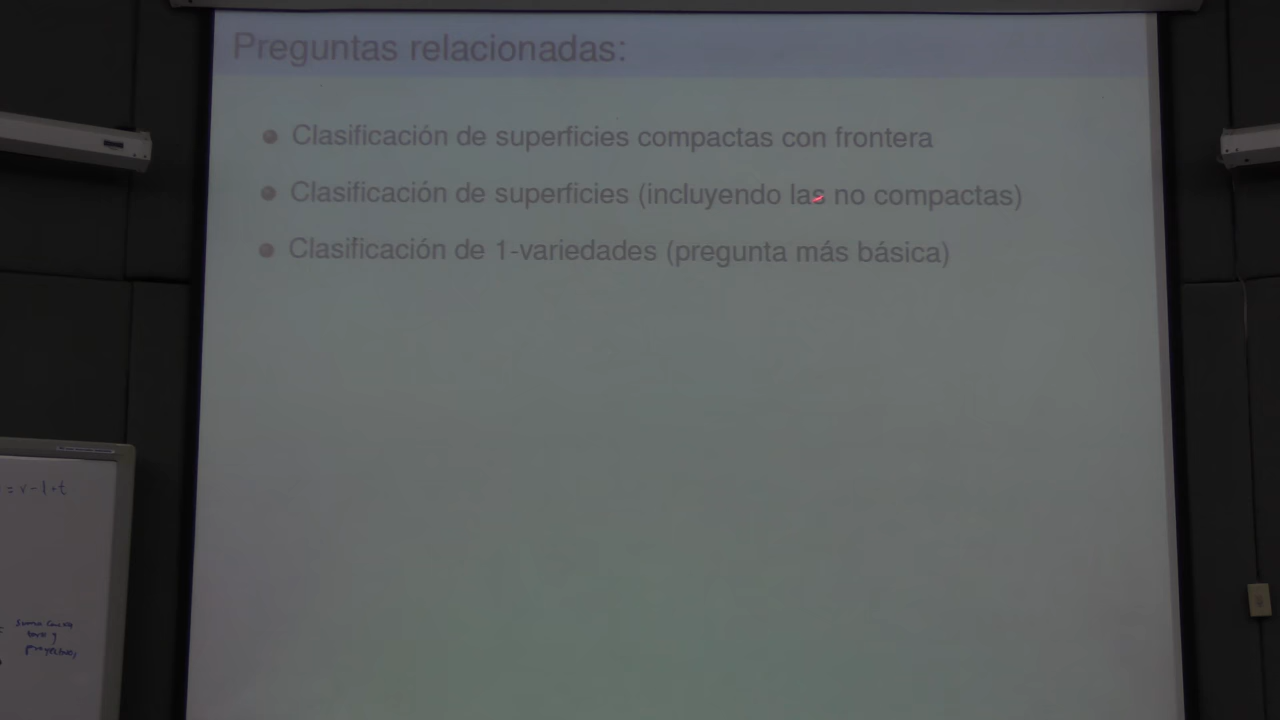 Preguntas relacionadas:
Clasificación de superficies compactas con frontera
Clasificación de superficies (incluyendo las no compactas)
Clasificación de 1-variedades (pregunta más básica)
= v - l + t